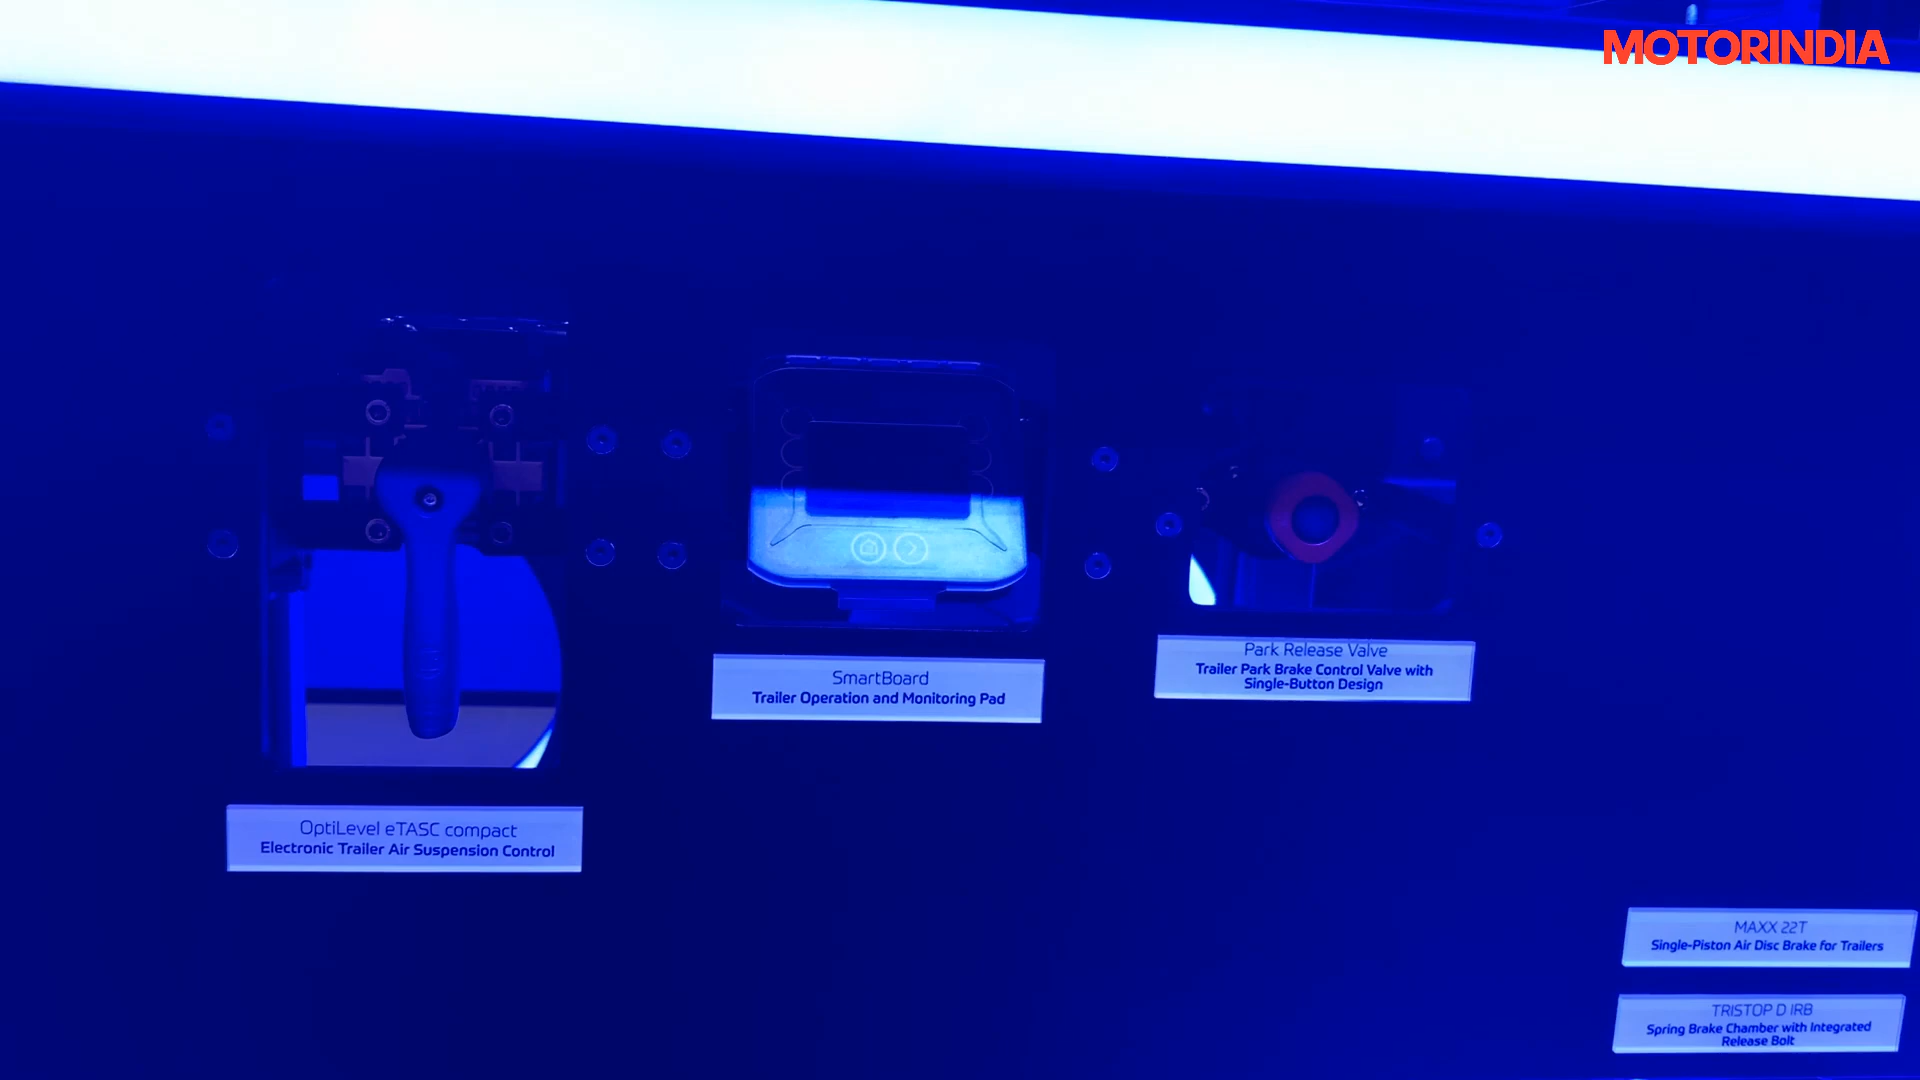 MOTORINDIA
SmartBoard
Trailer Operation and Monitoring Pad
Park Release Valve
Trailer Park Brake Control Valve with
Single-Button Design
OptiLevel eTASC compact
Electronic Trailer Air Suspension Control
MAXX 22T
Single-Piston Air Disc Brake for Trailers
TRISTOP D IRB
Spring Brake Chamber with Integrated
Release Bolt